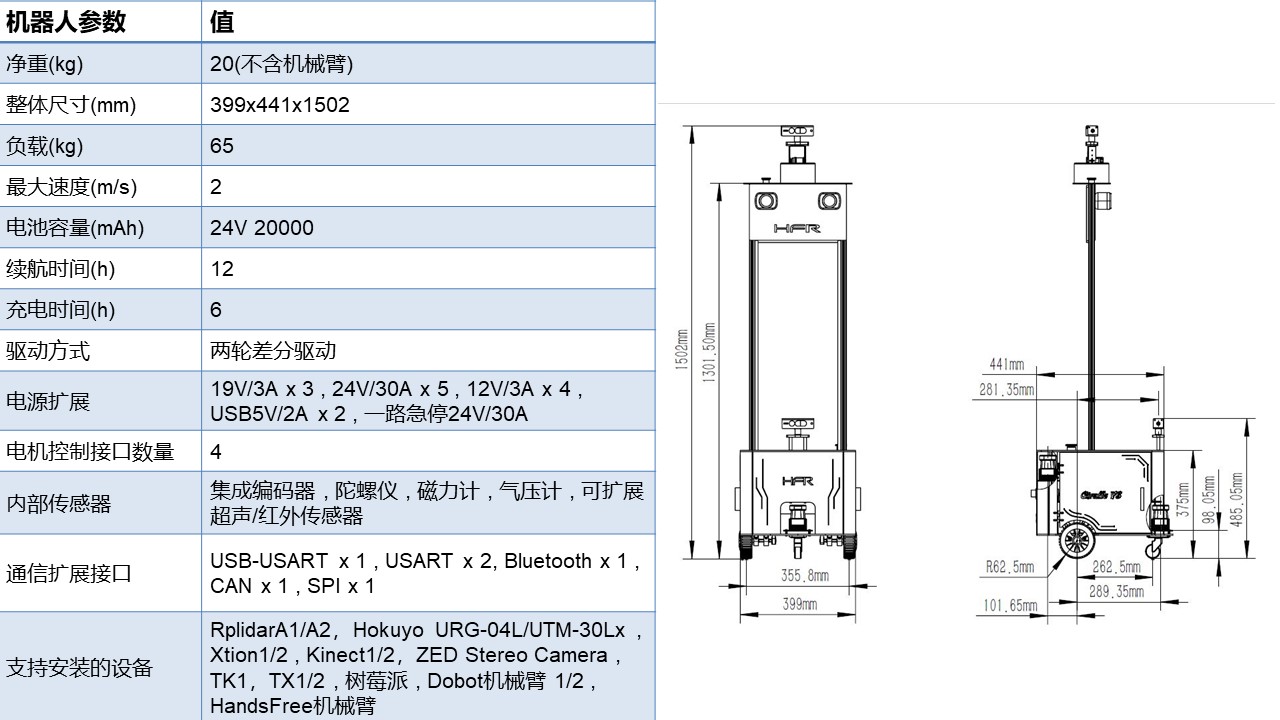 机器人参数 值
净重(kg) 20(不含机械臂)
整体尺寸(mm) 399x441x1502
负载(kg) 65
最大速度(m/s) 2
电池容量(mAh) 24V 20000
续航时间(h) 12
充电时间(h) 6
驱动方式 两轮差分驱动
电源扩展 19V/3A x 3 , 24V/30A x 5 , 12V/3A x 4 ,
USB5V/2A x 2 , 一路急停24V/30A
电机控制接口数量 4
内部传感器 集成编码器 , 陀螺仪 , 磁力计 , 气压计 , 可扩展
超声/红外传感器
通信扩展接口 USB-USART x 1 , USART x 2, Bluetooth x 1 ,
CAN x 1 , SPI x 1
支持安装的设备 RplidarA1/A2，Hokuyo URG-04L/UTM-30Lx ,
Xtion1/2 , Kinect1/2，ZED Stereo Camera ,
TK1，TX1/2 , 树莓派 , Dobot机械臂 1/2 ,
HandsFree机械臂
HFR
1502mm
1301.50mm
HFR
355.8mm
399mm
441mm
281.35mm
375mm
98.05mm
485.05mm
R62.5mm
262.5mm
289.35mm
101.65mm